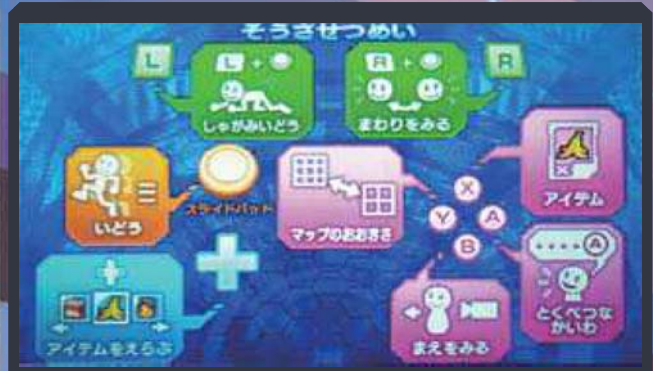 そうさせつめい
L
L + 
しゃがみいどう
R + 
まわりをみる
R
いどう
スライドパッド
マップのおおきさ
X
Y
A
B
アイテム
....A
とくべつな
かいわ
アイテムをえらぶ
まえをみる